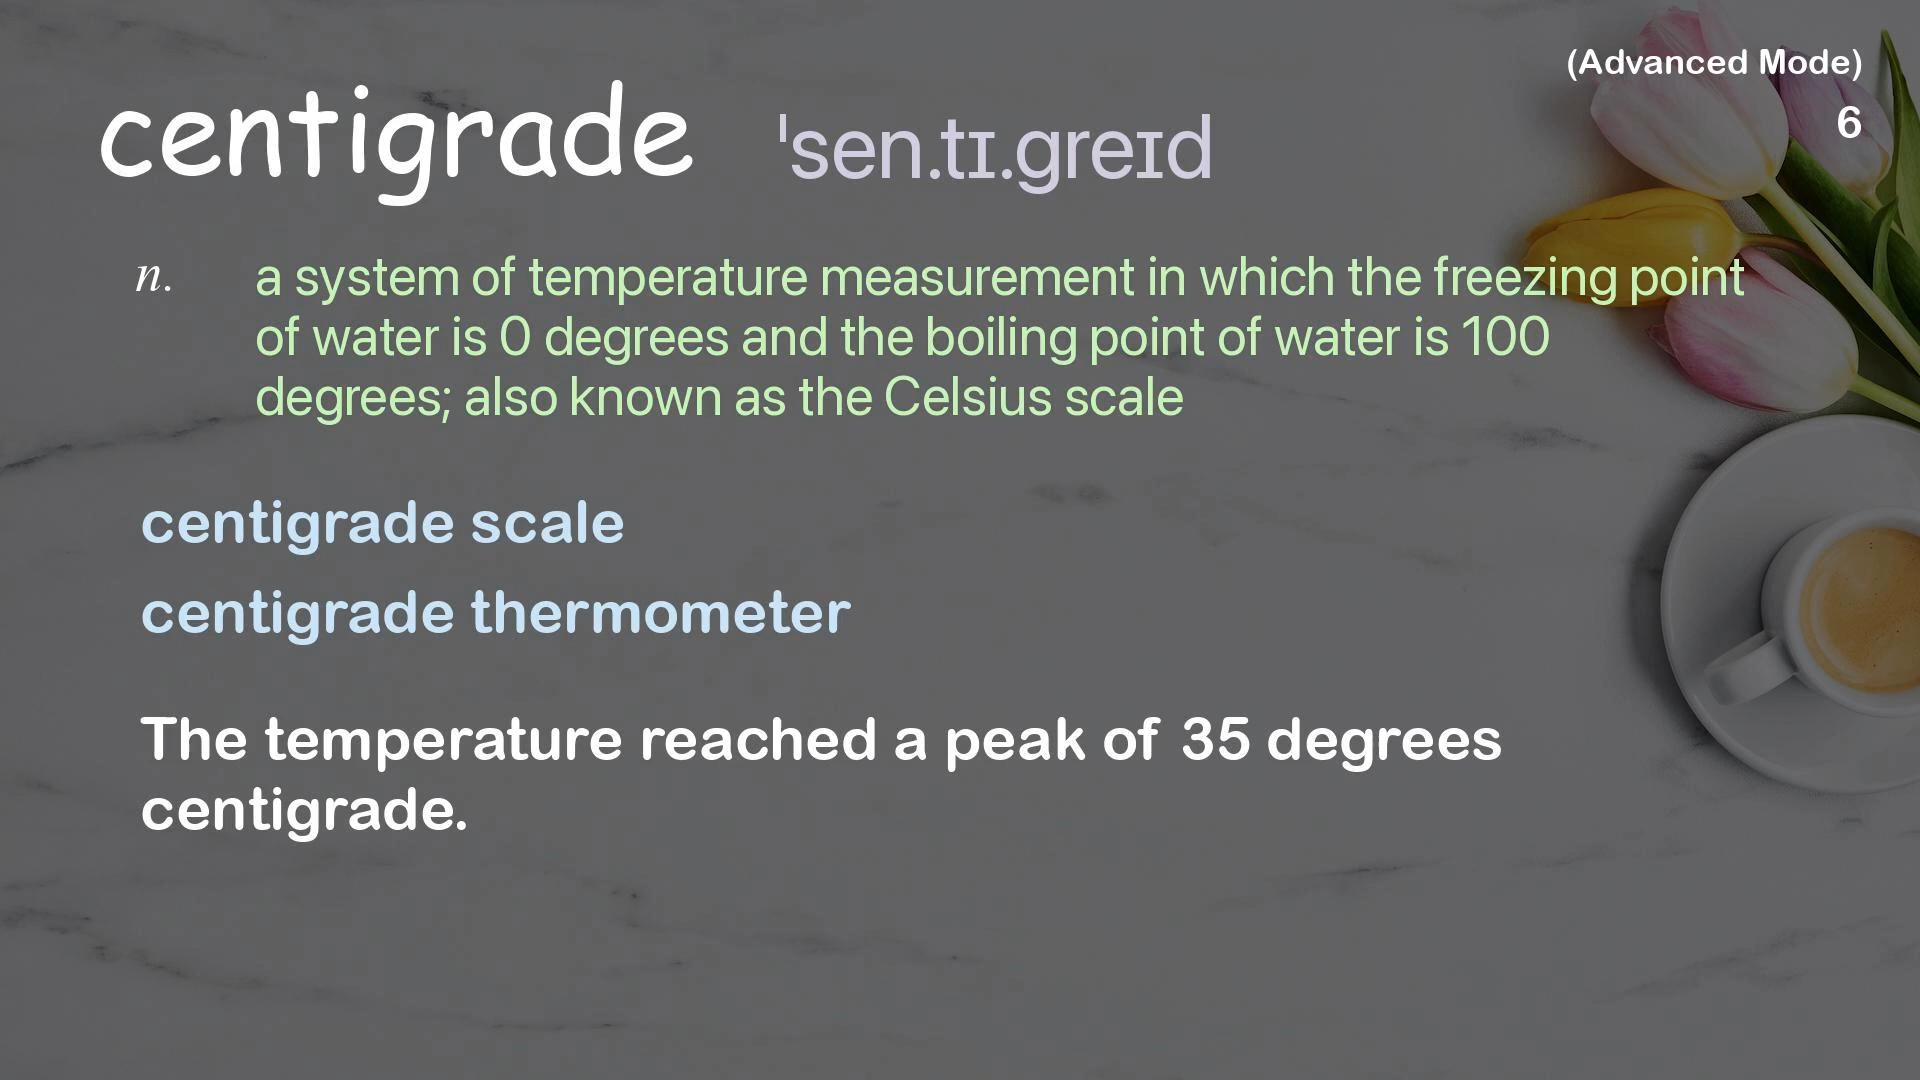 (Advanced Mode)
6
centigrade ˈsen.tɪ.greɪd
n. a system of temperature measurement in which the freezing point
of water is 0 degrees and the boiling point of water is 100
degrees; also known as the Celsius scale
centigrade scale
centigrade thermometer
The temperature reached a peak of 35 degrees
centigrade.